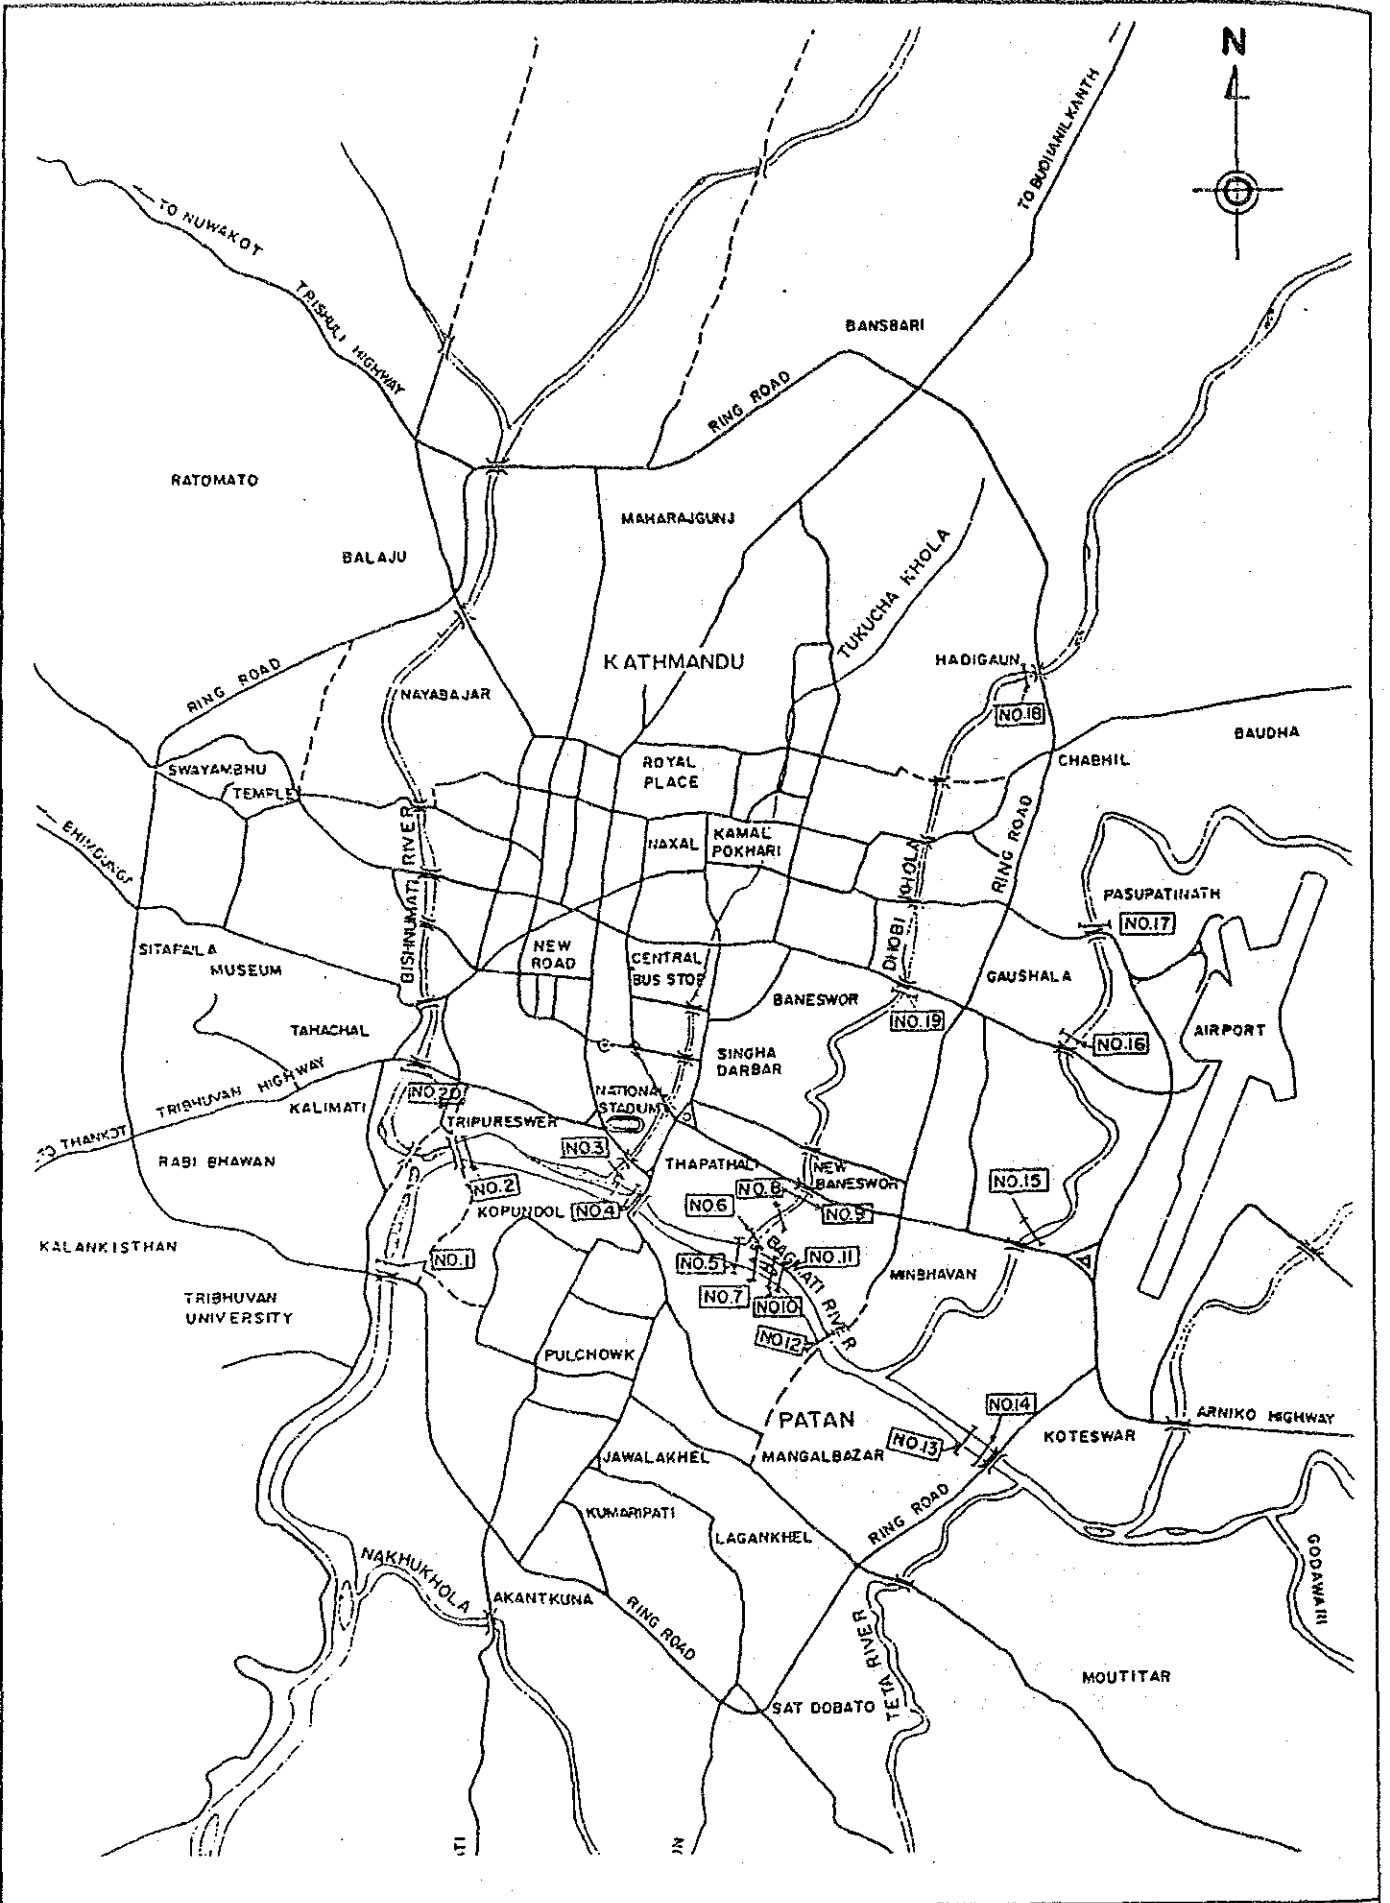 N
TO BUDHANILKANTH
TO NUWAKOT
TRISHULI HIGHWAY
BANSBARI
RING ROAD
RATOMATO
MAHARAJGUNJ
BALAJU
TUKUCHA KHOLA
KATHMANDU
HADIGAUN
RING ROAD
NAYABAJAR
NO.18
BAUDHA
SWAYAMBHU
TEMPLE
ROYAL
PLACE
CHABHIL
BISHNUMATI RIVER
NAXAL
KAMAL
POKHARI
DHOBI KHOLA
RING ROAD
PASUPATINATH
NO.17
SITAPAILA
MUSEUM
NEW
ROAD
CENTRAL
BUS STOP
BANESWOR
GAUSHALA
NO.19
TAHACHAL
AIRPORT
NO.16
SINGHA
DARBAR
TRIBHUVAN HIGHWAY
NO.20
NATIONAL
STADUM
KALIMATI
TRIPURESWER
TO THANKOT
RABI BHAWAN
NO.3
THAPATHALI
NEW
BANESWOR
NO.15
NO.2
NO.8
NO.6
KOPUNDOL
NO.4
NO.9
KALANKISTHAN
NO.1
NO.5
BAGMATI RIVER
NO.11
MINBHAVAN
NO.7
NO.10
TRIBHUVAN
UNIVERSITY
NO.12
PULCHOWK
PATAN
NO.14
ARNIKO HIGHWAY
NO.13
KOTESWAR
JAWALAKHEL
MANGALBAZAR
KUMARIPATI
RING ROAD
LAGANKHEL
NAKHUKHOLA
AKANTKUNA
RING ROAD
GODAWARI
TETA RIVER
MOUTITAR
SAT DOBATO